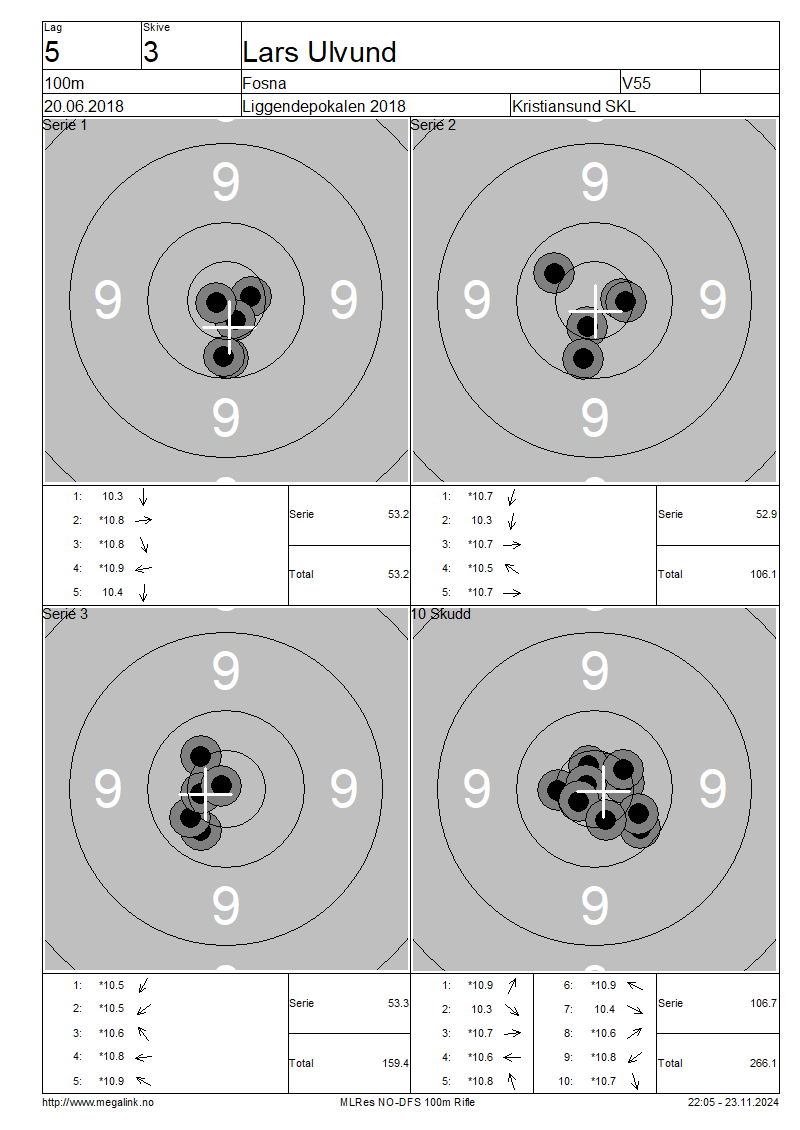 Lag Skive
5 3 Lars Ulvund
100m Fosna V55
20.06.2018 Liggendepokalen 2018 Kristiansund SKL
Serie 1
9
9 9
9
1: 10.3
2: *10.8
3: *10.8
4: *10.9
5: 10.4
Serie 53.2
Total 53.2
Serie 2
9
9 9
9
1: *10.7
2: 10.3
3: *10.7
4: *10.5
5: *10.7
Serie 52.9
Total 106.1
Serie 3
9
9 9
9
1: *10.5
2: *10.5
3: *10.6
4: *10.8
5: *10.9
Serie 53.3
Total 159.4
10 Skudd
9
9 9
9
1: *10.9
2: 10.3
3: *10.7
4: *10.6
5: *10.8
6: *10.9
7: 10.4
8: *10.6
9: *10.8
10: *10.7
Serie 106.7
Total 266.1
http://www.megalink.no MLRes NO-DFS 100m Rifle 22:05 - 23.11.2024